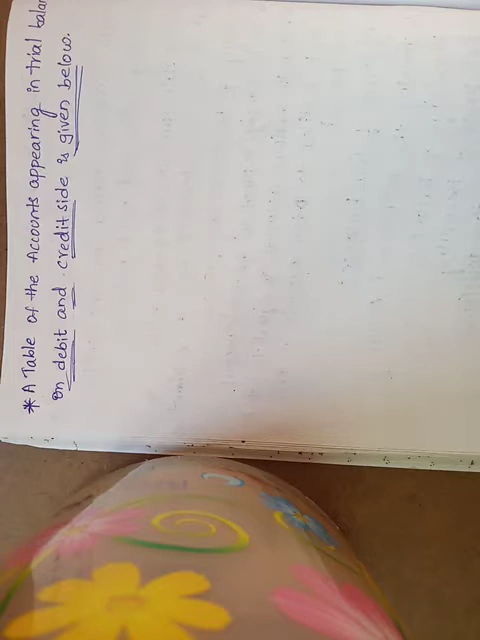 * A Table of the Accounts appearing in trial balan
on debit and credit side is given below.